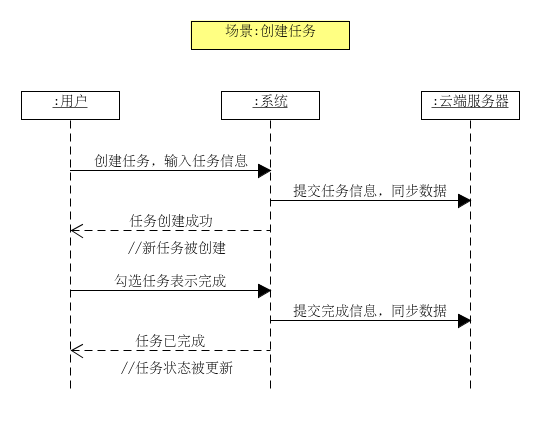 场景:创建任务
:用户
:系统
:云端服务器
创建任务，输入任务信息
提交任务信息，同步数据
任务创建成功
//新任务被创建
勾选任务表示完成
提交完成信息，同步数据
任务已完成
//任务状态被更新